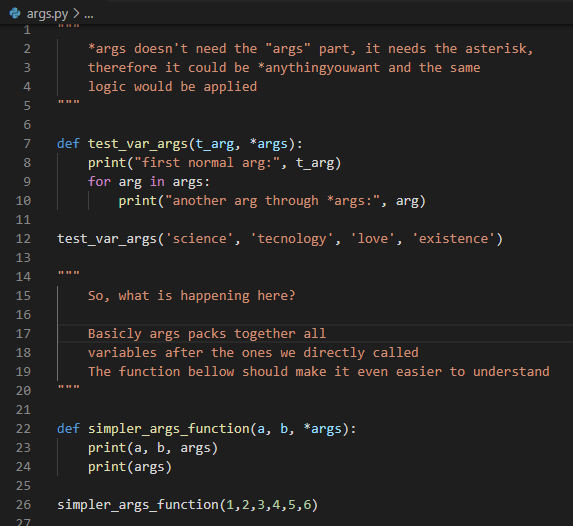 args.py > ...
1 """
2 *args doesn't need the "args" part, it needs the asterisk,
3 therefore it could be *anythingyouwant and the same
4 logic would be applied
5 """
6
7 def test_var_args(t_arg, *args):
8 print("first normal arg:", t_arg)
9 for arg in args:
10 print("another arg through *args:", arg)
11
12 test_var_args('science', 'tecnology', 'love', 'existence')
13
14 """
15 So, what is happening here?
16
17 Basicly args packs together all
18 variables after the ones we directly called
19 The function bellow should make it even easier to understand
20 """
21
22 def simpler_args_function(a, b, *args):
23 print(a, b, args)
24 print(args)
25
26 simpler_args_function(1,2,3,4,5,6)
27